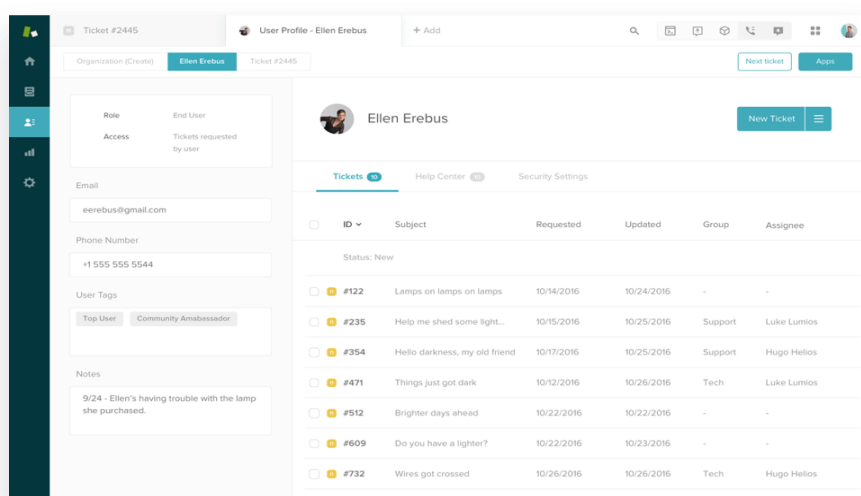 Ticket #2445
User Profile - Ellen Erebus
+ Add
Organization (Create)
Ellen Erebus
Ticket #2445
Next ticket
Apps
Role
End User
Access
Tickets requested
by user
Email
eerebus@gmail.com
Phone Number
+1 555 555 5544
User Tags
Top User
Community Amabassador
Notes
9/24 - Ellen's having trouble with the lamp
she purchased.
Ellen Erebus
New Ticket
Tickets 10
Help Center
Security Settings
ID Subject Requested Updated Group Assignee
Status: New
#122 Lamps on lamps on lamps 10/14/2016 10/24/2016 - -
#235 Help me shed some light... 10/15/2016 10/25/2016 Support Luke Lumios
#354 Hello darkness, my old friend 10/17/2016 10/25/2016 Support Hugo Helios
#471 Things just got dark 10/12/2016 10/26/2016 Tech Luke Lumios
#512 Brighter days ahead 10/22/2016 10/22/2016 - -
#609 Do you have a lighter? 10/22/2016 10/23/2016 - -
#732 Wires got crossed 10/26/2016 10/26/2016 Tech Hugo Helios